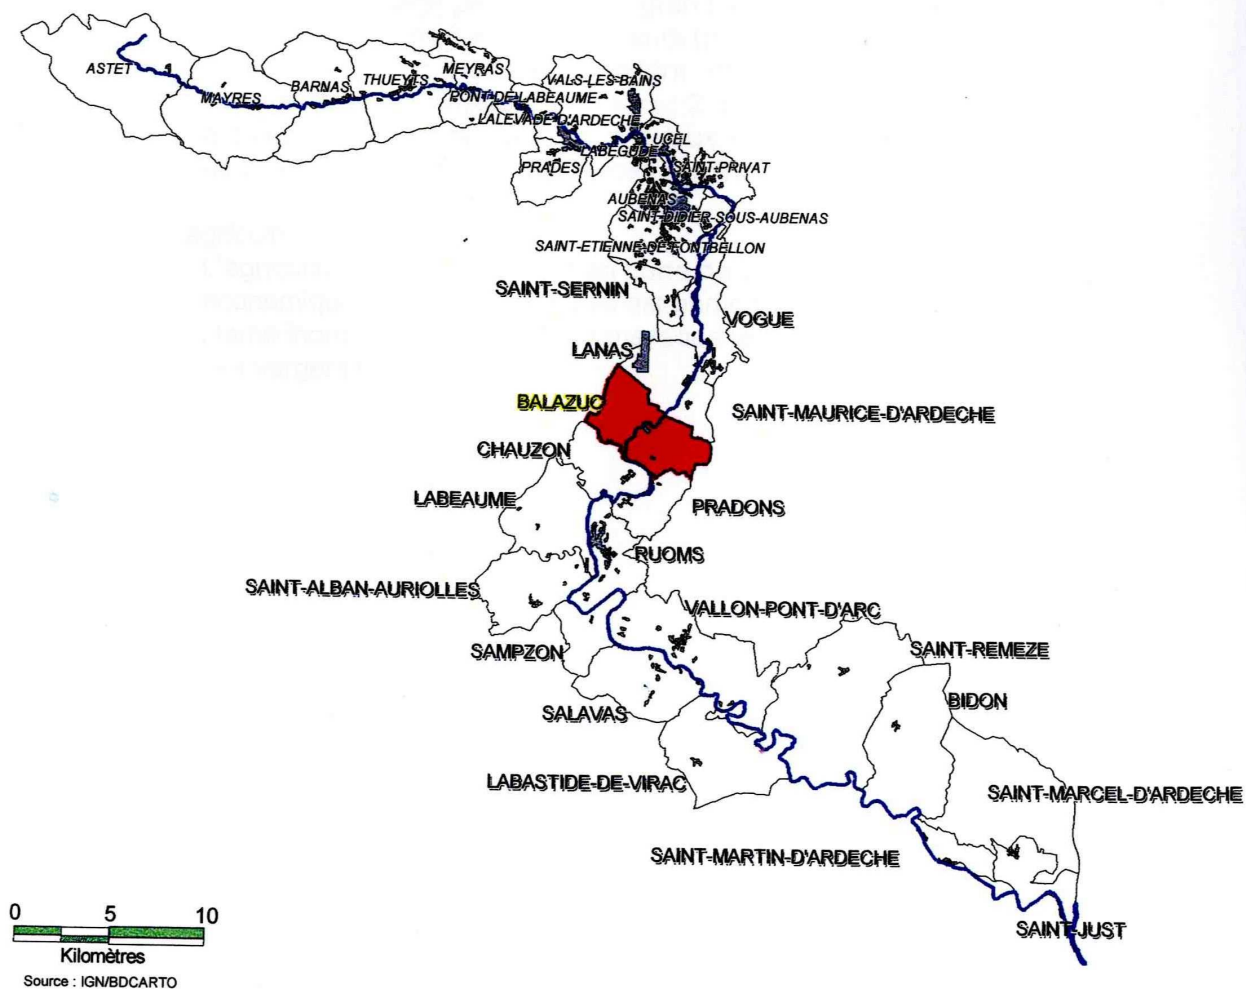 ASTET
MAYRES
BARNAS
THUEYTS
MEYRAS
PONT-DE-LABEAUME
VALS-LES-BAINS
LALEVADE-D'ARDECHE
UCEL
LABEGUDE
PRADES
SAINT-PRIVAT
AUBENAS
SAINT-DIDIER-SOUS-AUBENAS
SAINT-ETIENNE-DE-FONTBELLON
SAINT-SERNIN
VOGUE
LANAS
BALAZUC
SAINT-MAURICE-D'ARDECHE
CHAUZON
LABEAUME
PRADONS
RUOMS
SAINT-ALBAN-AURIOLLES
VALLON-PONT-D'ARC
SAMPZON
SAINT-REMEZE
SALAVAS
BIDON
LABASTIDE-DE-VIRAC
SAINT-MARCEL-D'ARDECHE
SAINT-MARTIN-D'ARDECHE
SAINT-JUST
0 5 10
Kilomètres
Source : IGN/BDCARTO